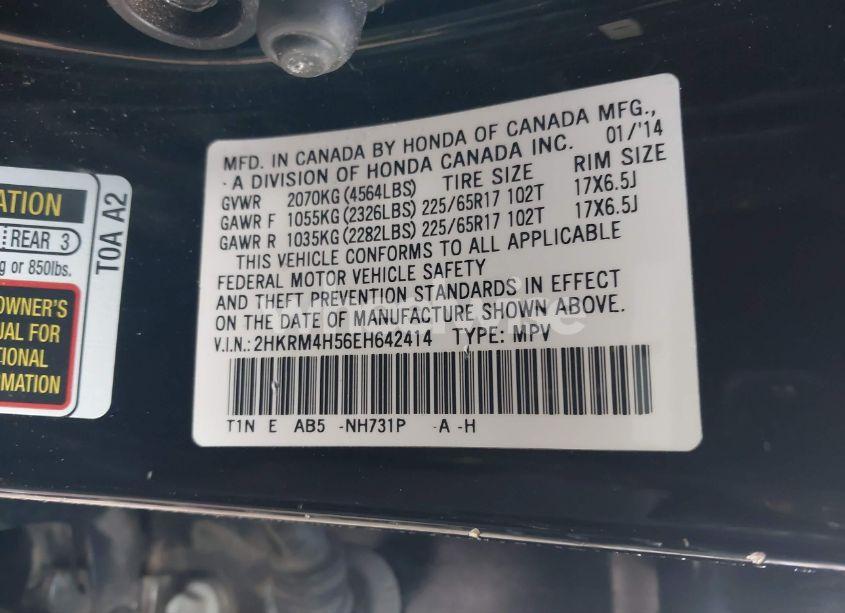 MFD. IN CANADA BY HONDA OF CANADA MFG.,
-A DIVISION OF HONDA CANADA INC. 01/'14
GVWR 2070KG (4564LBS) TIRE SIZE RIM SIZE
GAWR F 1055KG (2326LBS) 225/65R17 102T 17X6.5J
GAWR R 1035KG (2282LBS) 225/65R17 102T 17X6.5J
THIS VEHICLE CONFORMS TO ALL APPLICABLE
FEDERAL MOTOR VEHICLE SAFETY
AND THEFT PREVENTION STANDARDS IN EFFECT
ON THE DATE OF MANUFACTURE SHOWN ABOVE.
V.I.N.: 2HKRM4H56EH642414 TYPE: MPV
T1N E AB5 -NH731P -A -H
ATION
REAR 3
g or 850lbs.
OWNER'S
UAL FOR
TIONAL
RMATION
T0A A2